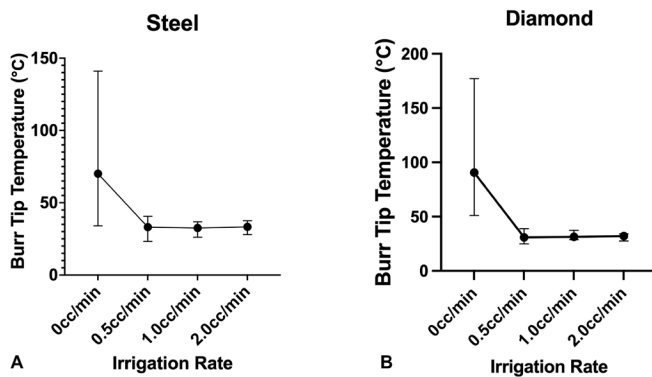 Steel
Burr Tip Temperature (°C)
150
100
50
0
0cc/min
0.5cc/min
1.0cc/min
2.0cc/min
Irrigation Rate
A
Diamond
Burr Tip Temperature (°C)
200
150
100
50
0
0cc/min
0.5cc/min
1.0cc/min
2.0cc/min
Irrigation Rate
B